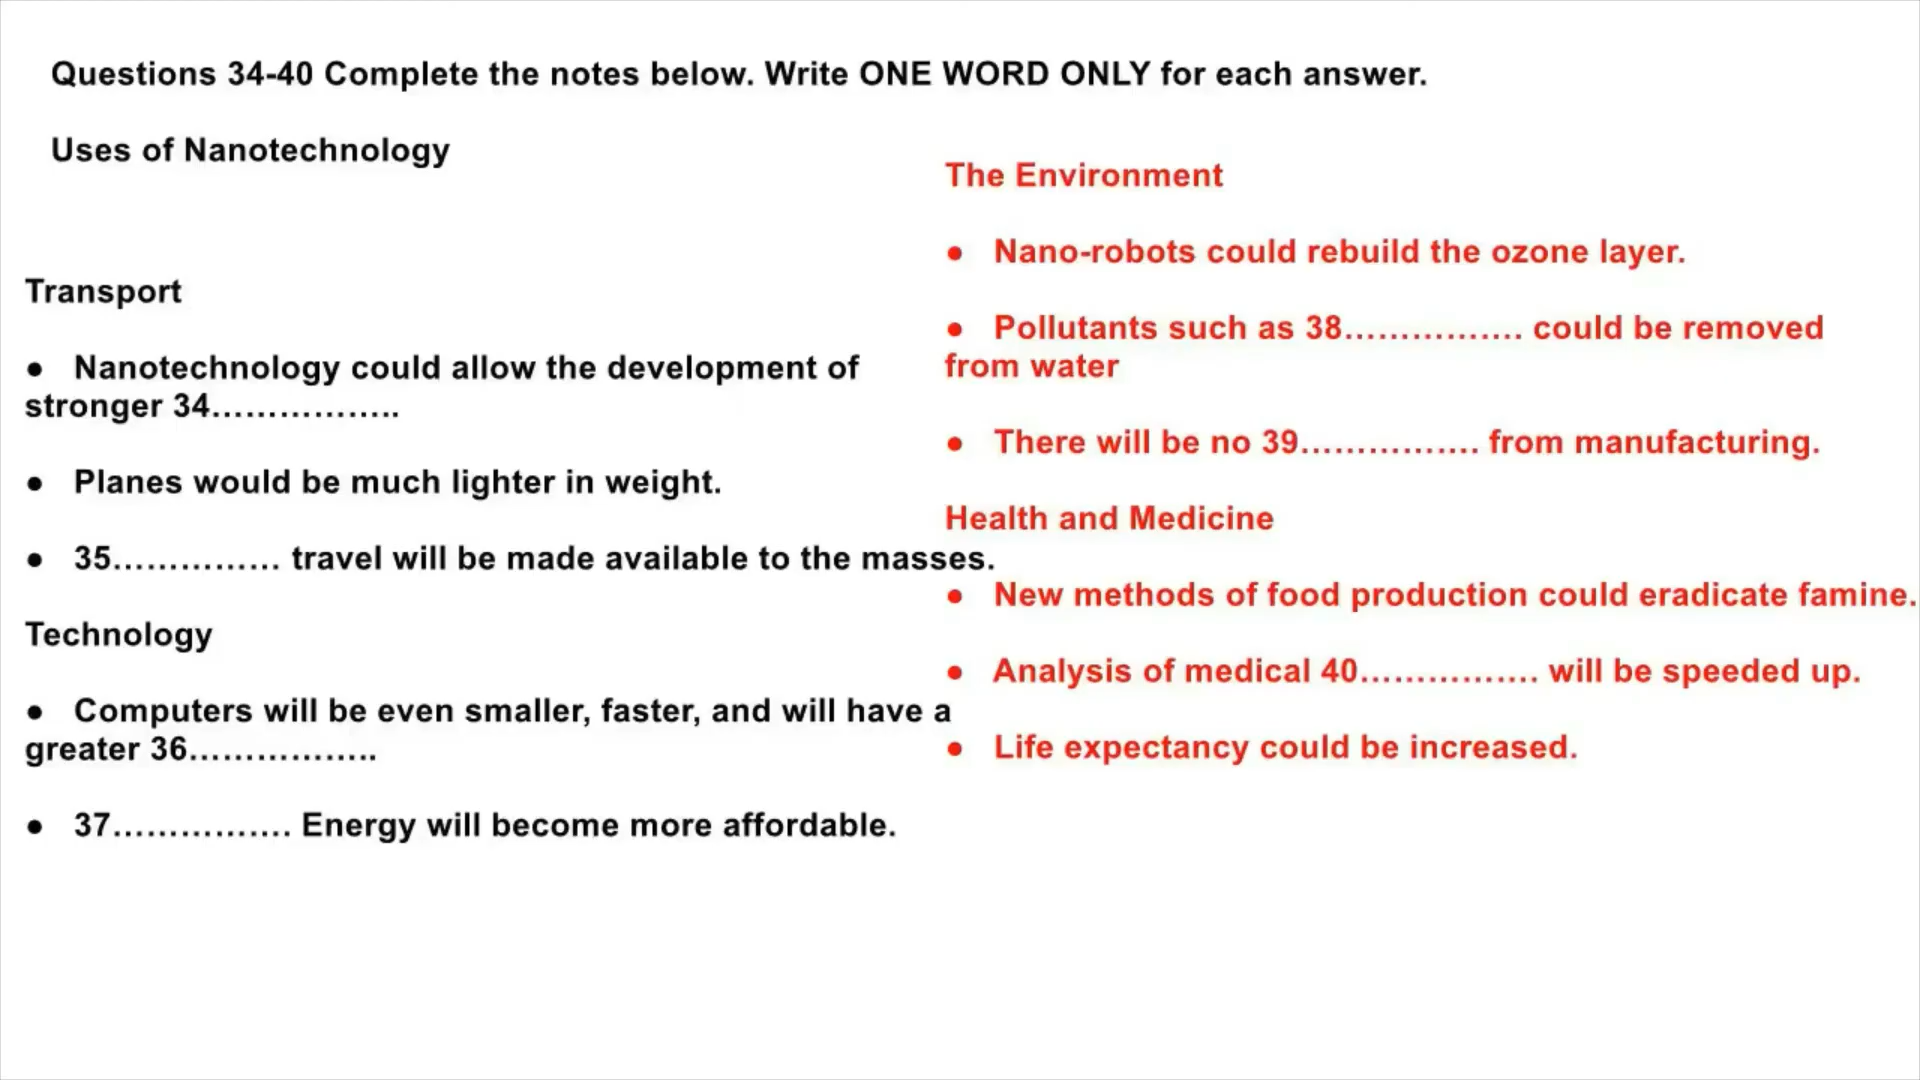 Questions 34-40 Complete the notes below. Write ONE WORD ONLY for each answer.
Uses of Nanotechnology
Transport
● Nanotechnology could allow the development of
stronger 34……………..
● Planes would be much lighter in weight.
● 35…………… travel will be made available to the masses.
Technology
● Computers will be even smaller, faster, and will have a
greater 36……………..
● 37……………. Energy will become more affordable.
The Environment
● Nano-robots could rebuild the ozone layer.
● Pollutants such as 38……………. could be removed
from water
● There will be no 39……………. from manufacturing.
Health and Medicine
● New methods of food production could eradicate famine.
● Analysis of medical 40……………. will be speeded up.
● Life expectancy could be increased.